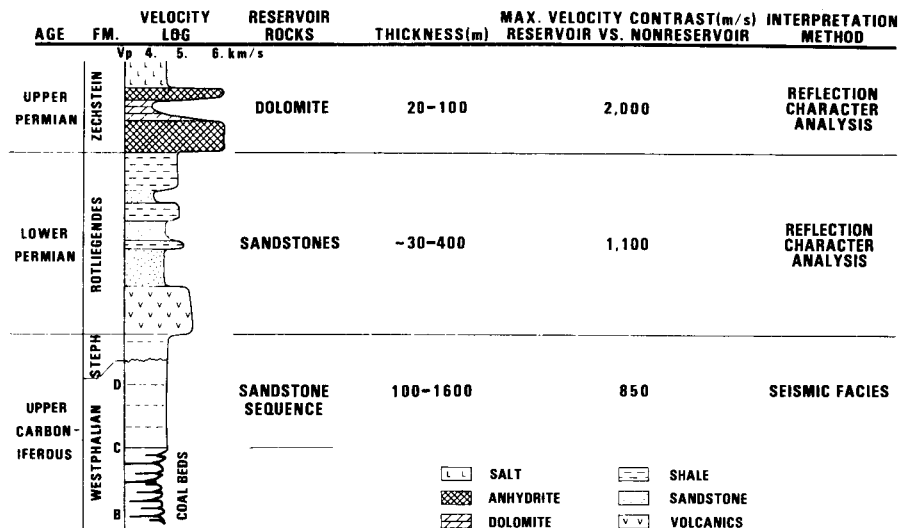 AGE FM. VELOCITY LOG RESERVOIR ROCKS THICKNESS(m) MAX. VELOCITY CONTRAST(m/s) RESERVOIR VS. NONRESERVOIR INTERPRETATION METHOD
Vp 4. 5. 6. km/s
UPPER PERMIAN ZECHSTEIN DOLOMITE 20-100 2,000 REFLECTION CHARACTER ANALYSIS
LOWER PERMIAN ROTLIEGENDES SANDSTONES ~30-400 1,100 REFLECTION CHARACTER ANALYSIS
UPPER CARBON-IFEROUS STEPH WESTPHALIAN D C B COAL BEDS SANDSTONE SEQUENCE 100-1600 850 SEISMIC FACIES
SALT SHALE
ANHYDRITE SANDSTONE
DOLOMITE VOLCANICS